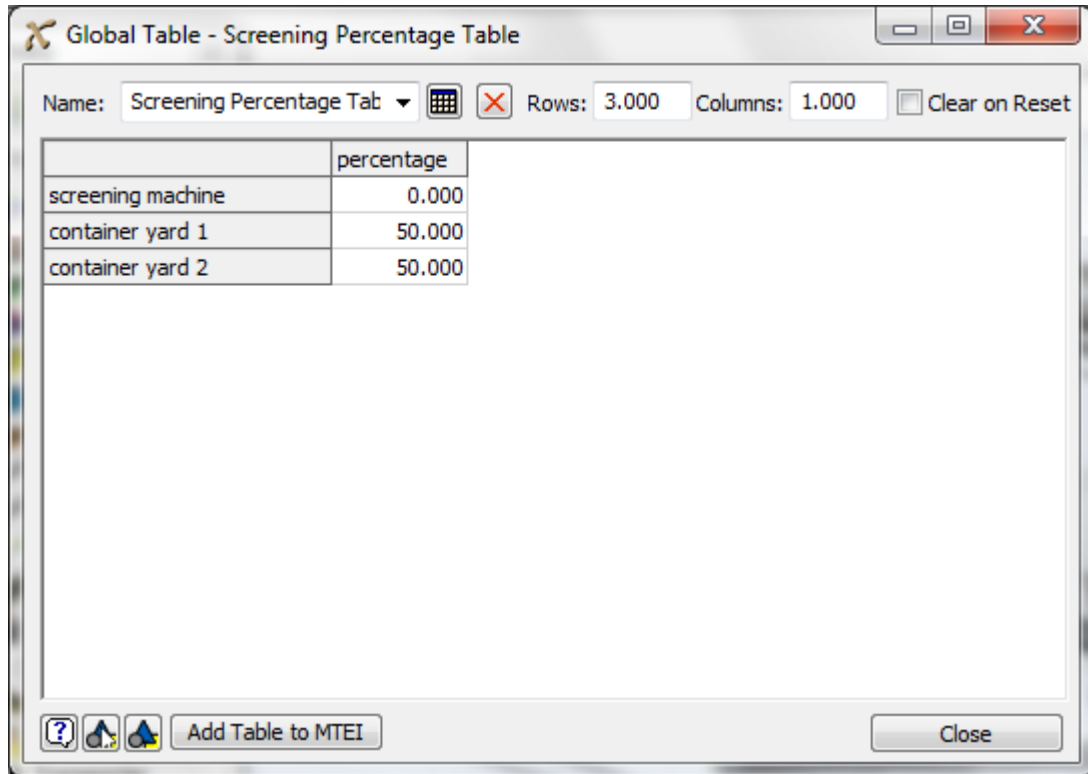 Global Table - Screening Percentage Table
Name: Screening Percentage Tab Rows: 3.000 Columns: 1.000 Clear on Reset
percentage
screening machine 0.000
container yard 1 50.000
container yard 2 50.000
? Add Table to MTEI Close